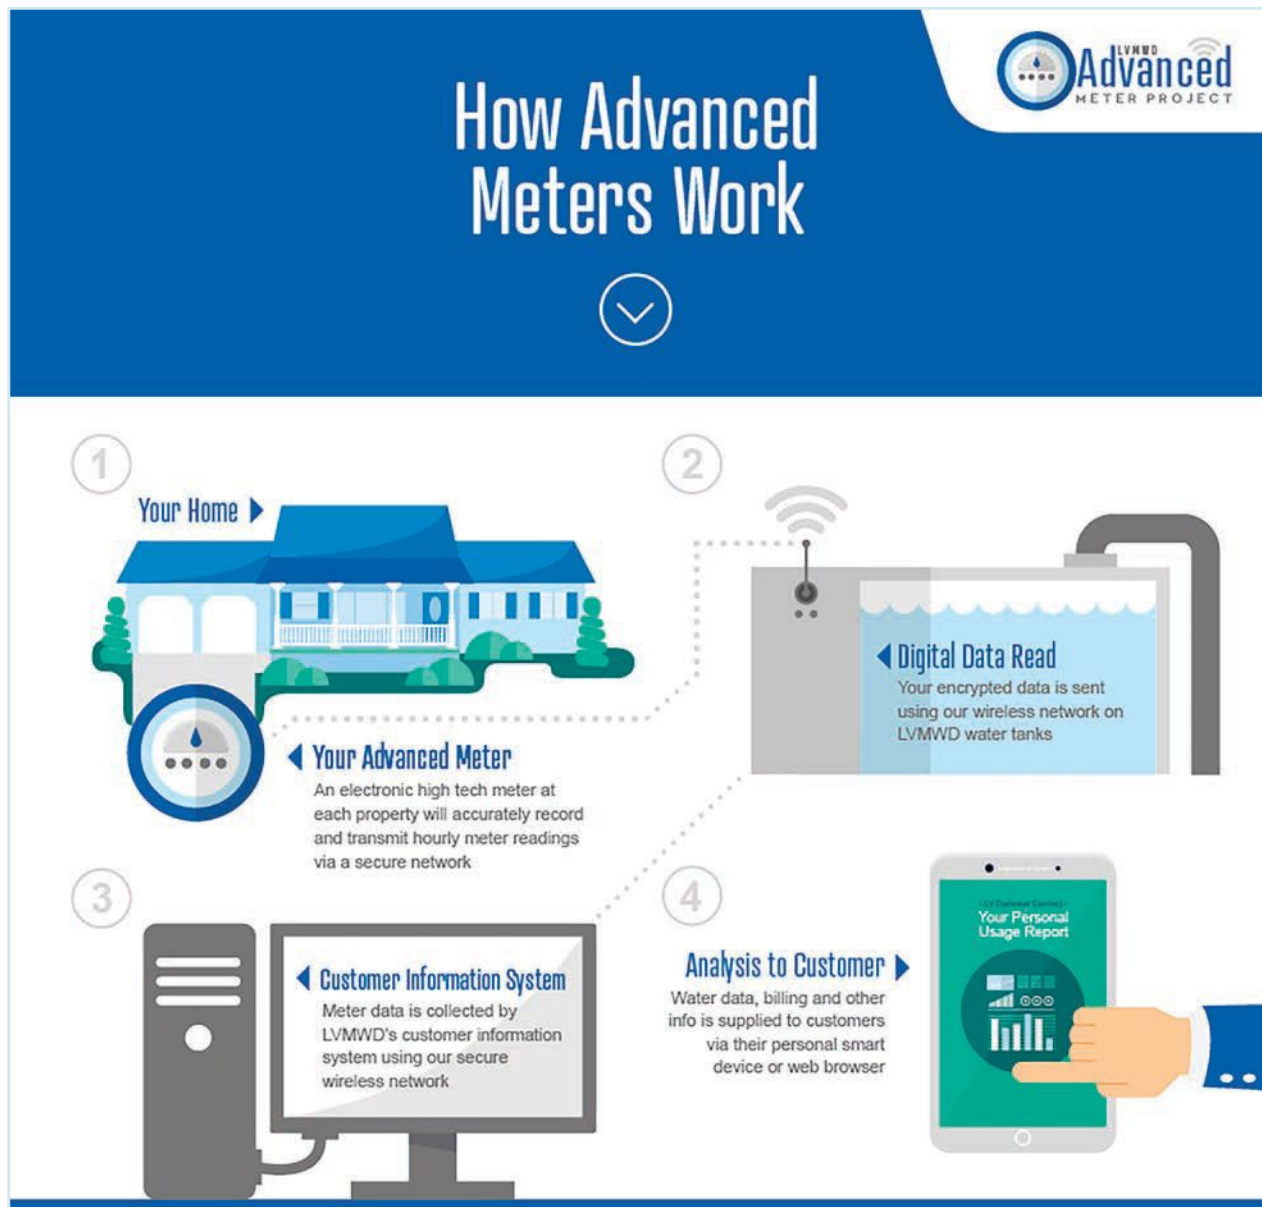 How Advanced
Meters Work
LVMWD
Advanced
METER PROJECT
1
Your Home
Your Advanced Meter
An electronic high tech meter at
each property will accurately record
and transmit hourly meter readings
via a secure network
2
Digital Data Read
Your encrypted data is sent
using our wireless network on
LVMWD water tanks
3
Customer Information System
Meter data is collected by
LVMWD's customer information
system using our secure
wireless network
4
Analysis to Customer
Water data, billing and other
info is supplied to customers
via their personal smart
device or web browser
- LV Customer Connect -
Your Personal
Usage Report